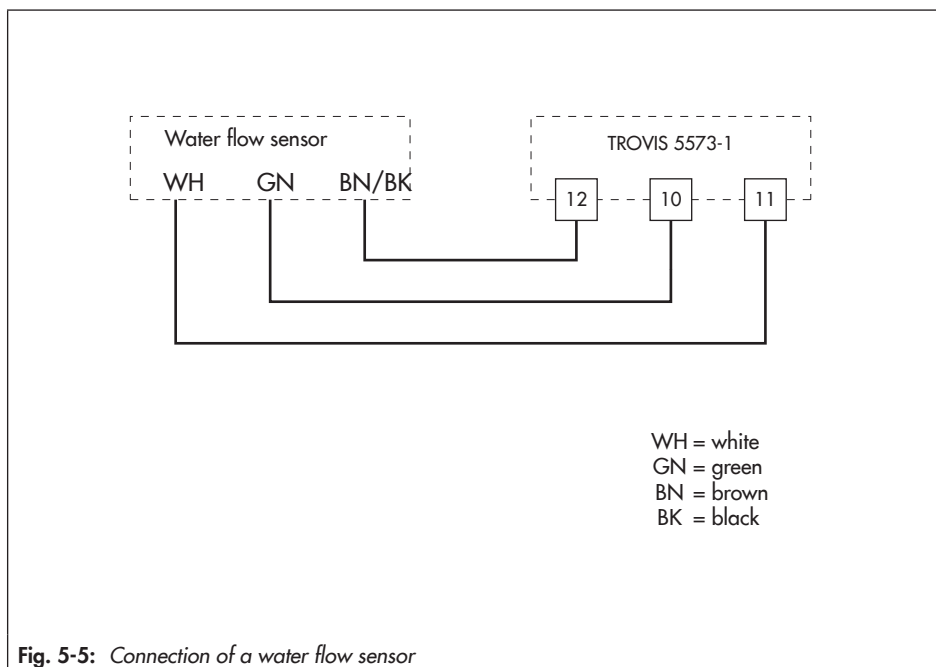 Water flow sensor
TROVIS 5573-1
WH GN BN/BK
12 10 11
WH = white
GN = green
BN = brown
BK = black
Fig. 5-5: Connection of a water flow sensor